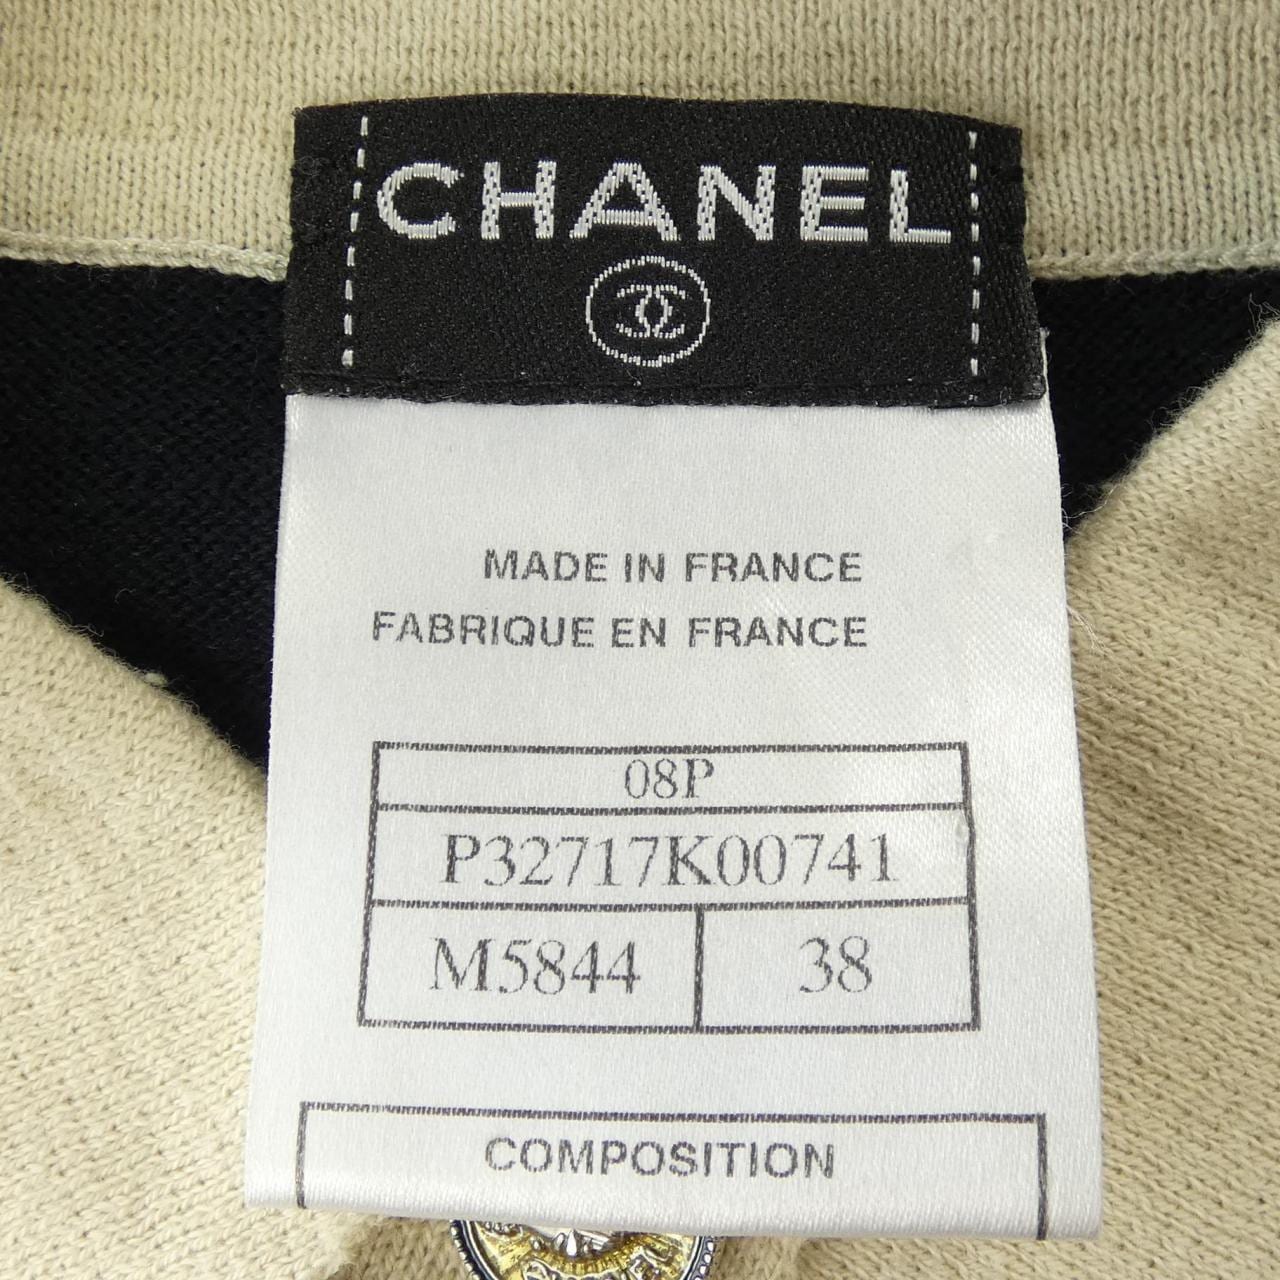 CHANEL
MADE IN FRANCE
FABRIQUE EN FRANCE
08P
P32717K00741
M5844 38
COMPOSITION